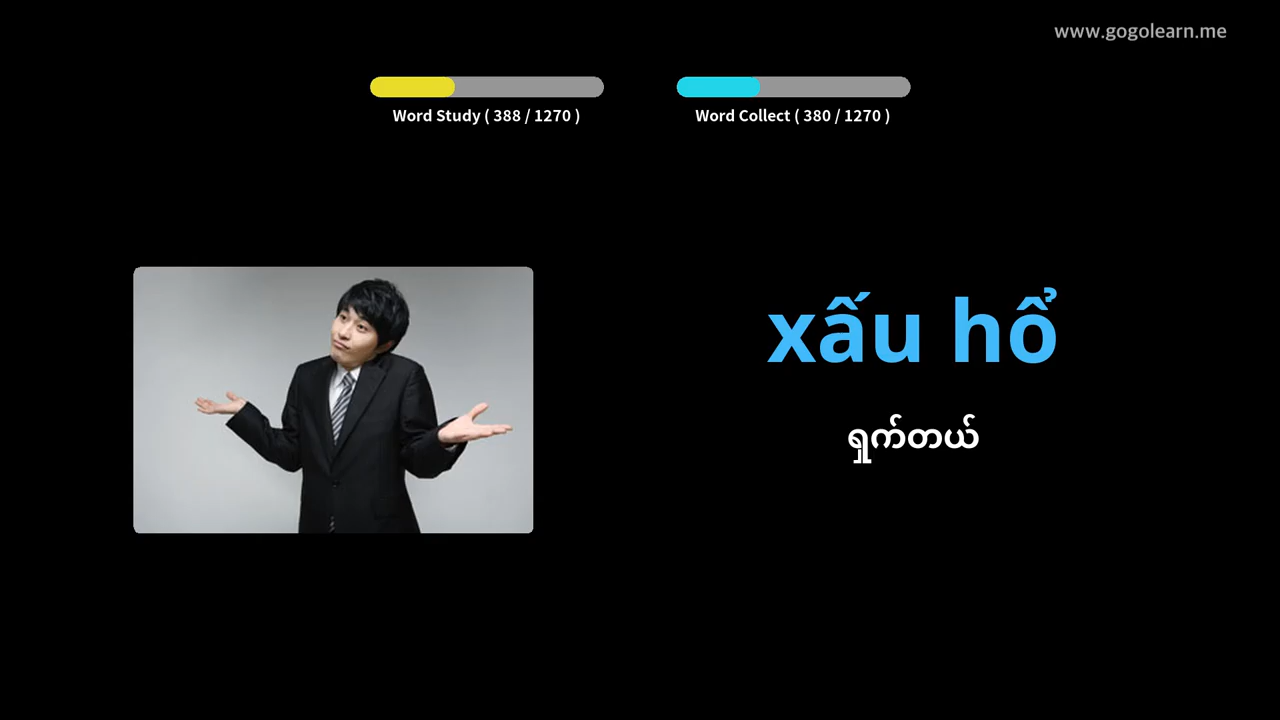 www.gogolearn.me
Word Study ( 388 / 1270 )
Word Collect ( 380 / 1270 )
xấu hổ
ရှက်တယ်